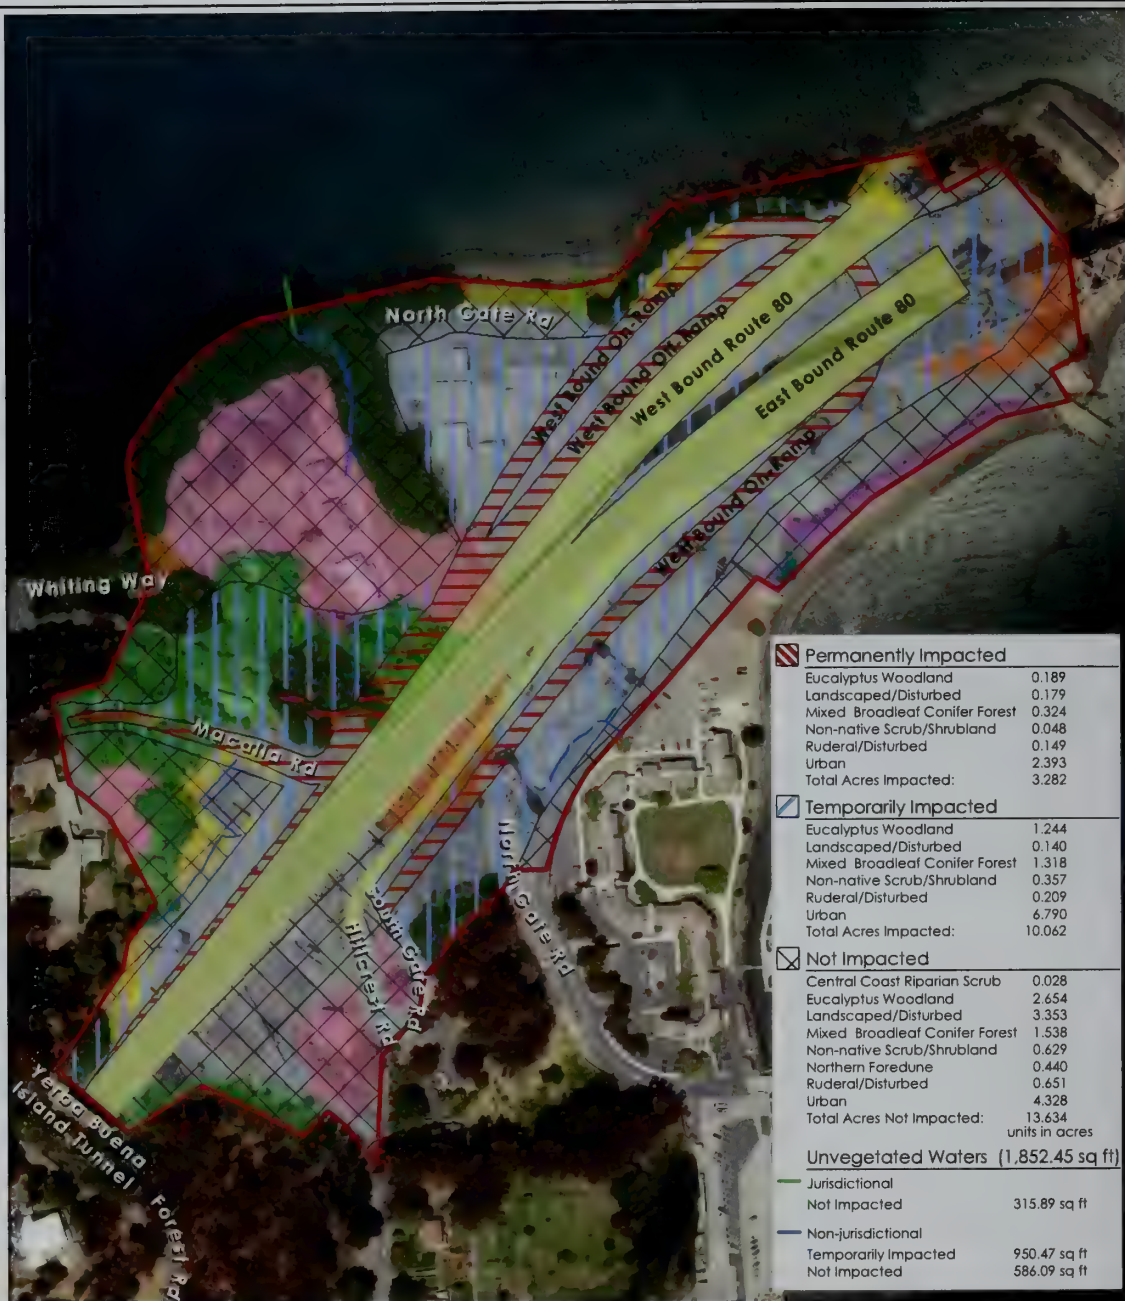 North Gate Rd
West Bound On-Ramp
West Bound On-Ramp
West Bound Route 80
East Bound Route 80
West Bound On-Ramp
Whiting Way
Macalla Rd
North Gate Rd
South Gate Rd
Hillcrest Rd
Yerba Buena
Island Tunnel
Forest Rd
Permanently Impacted
Eucalyptus Woodland 0.189
Landscaped/Disturbed 0.179
Mixed Broadleaf Conifer Forest 0.324
Non-native Scrub/Shrubland 0.048
Ruderal/Disturbed 0.149
Urban 2.393
Total Acres Impacted: 3.282
Temporarily Impacted
Eucalyptus Woodland 1.244
Landscaped/Disturbed 0.140
Mixed Broadleaf Conifer Forest 1.318
Non-native Scrub/Shrubland 0.357
Ruderal/Disturbed 0.209
Urban 6.790
Total Acres Impacted: 10.062
Not Impacted
Central Coast Riparian Scrub 0.028
Eucalyptus Woodland 2.654
Landscaped/Disturbed 3.353
Mixed Broadleaf Conifer Forest 1.538
Non-native Scrub/Shrubland 0.629
Northern Foredune 0.440
Ruderal/Disturbed 0.651
Urban 4.328
Total Acres Not Impacted: 13.634
units in acres
Unvegetated Waters (1,852.45 sq ft)
Jurisdictional
Not Impacted 315.89 sq ft
Non-jurisdictional
Temporarily Impacted 950.47 sq ft
Not Impacted 586.09 sq ft